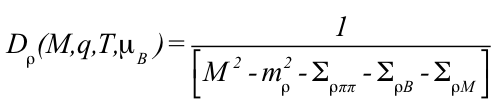 D_ρ(M,q,T,μ_B) = 1 / [M² - m_ρ² - Σ_ρππ - Σ_ρB - Σ_ρM]